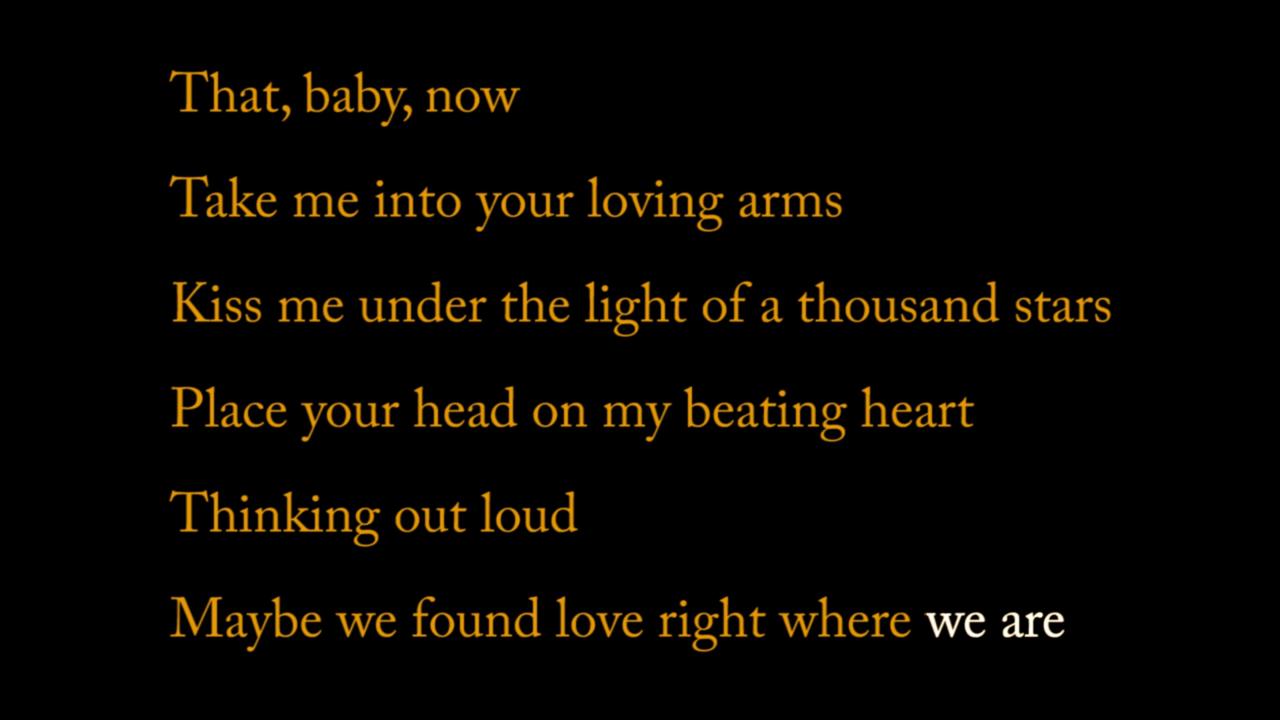 That, baby, now
Take me into your loving arms
Kiss me under the light of a thousand stars
Place your head on my beating heart
Thinking out loud
Maybe we found love right where we are